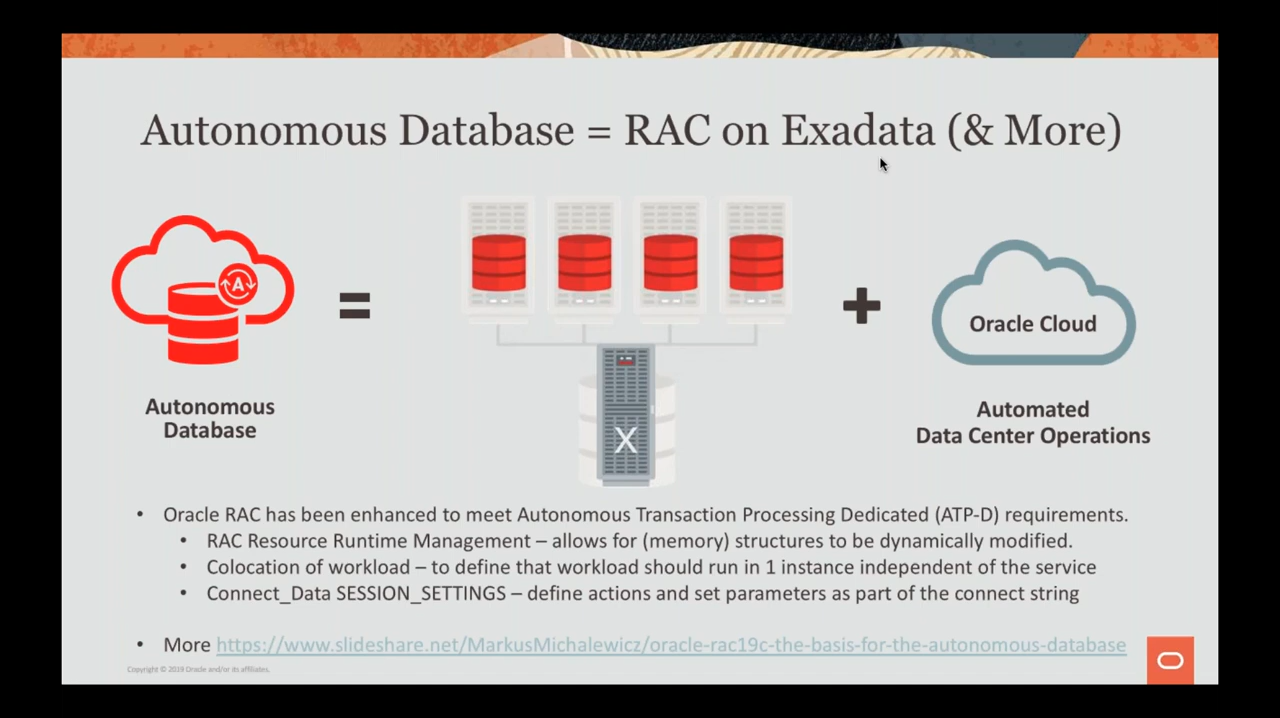 Autonomous Database = RAC on Exadata (& More)
A
Autonomous
Database
=
X
+
Oracle Cloud
Automated
Data Center Operations
• Oracle RAC has been enhanced to meet Autonomous Transaction Processing Dedicated (ATP-D) requirements.
• RAC Resource Runtime Management – allows for (memory) structures to be dynamically modified.
• Colocation of workload – to define that workload should run in 1 instance independent of the service
• Connect_Data SESSION_SETTINGS – define actions and set parameters as part of the connect string
• More https://www.slideshare.net/MarkusMichalewicz/oracle-rac19c-the-basis-for-the-autonomous-database
Copyright © 2019 Oracle and/or its affiliates.